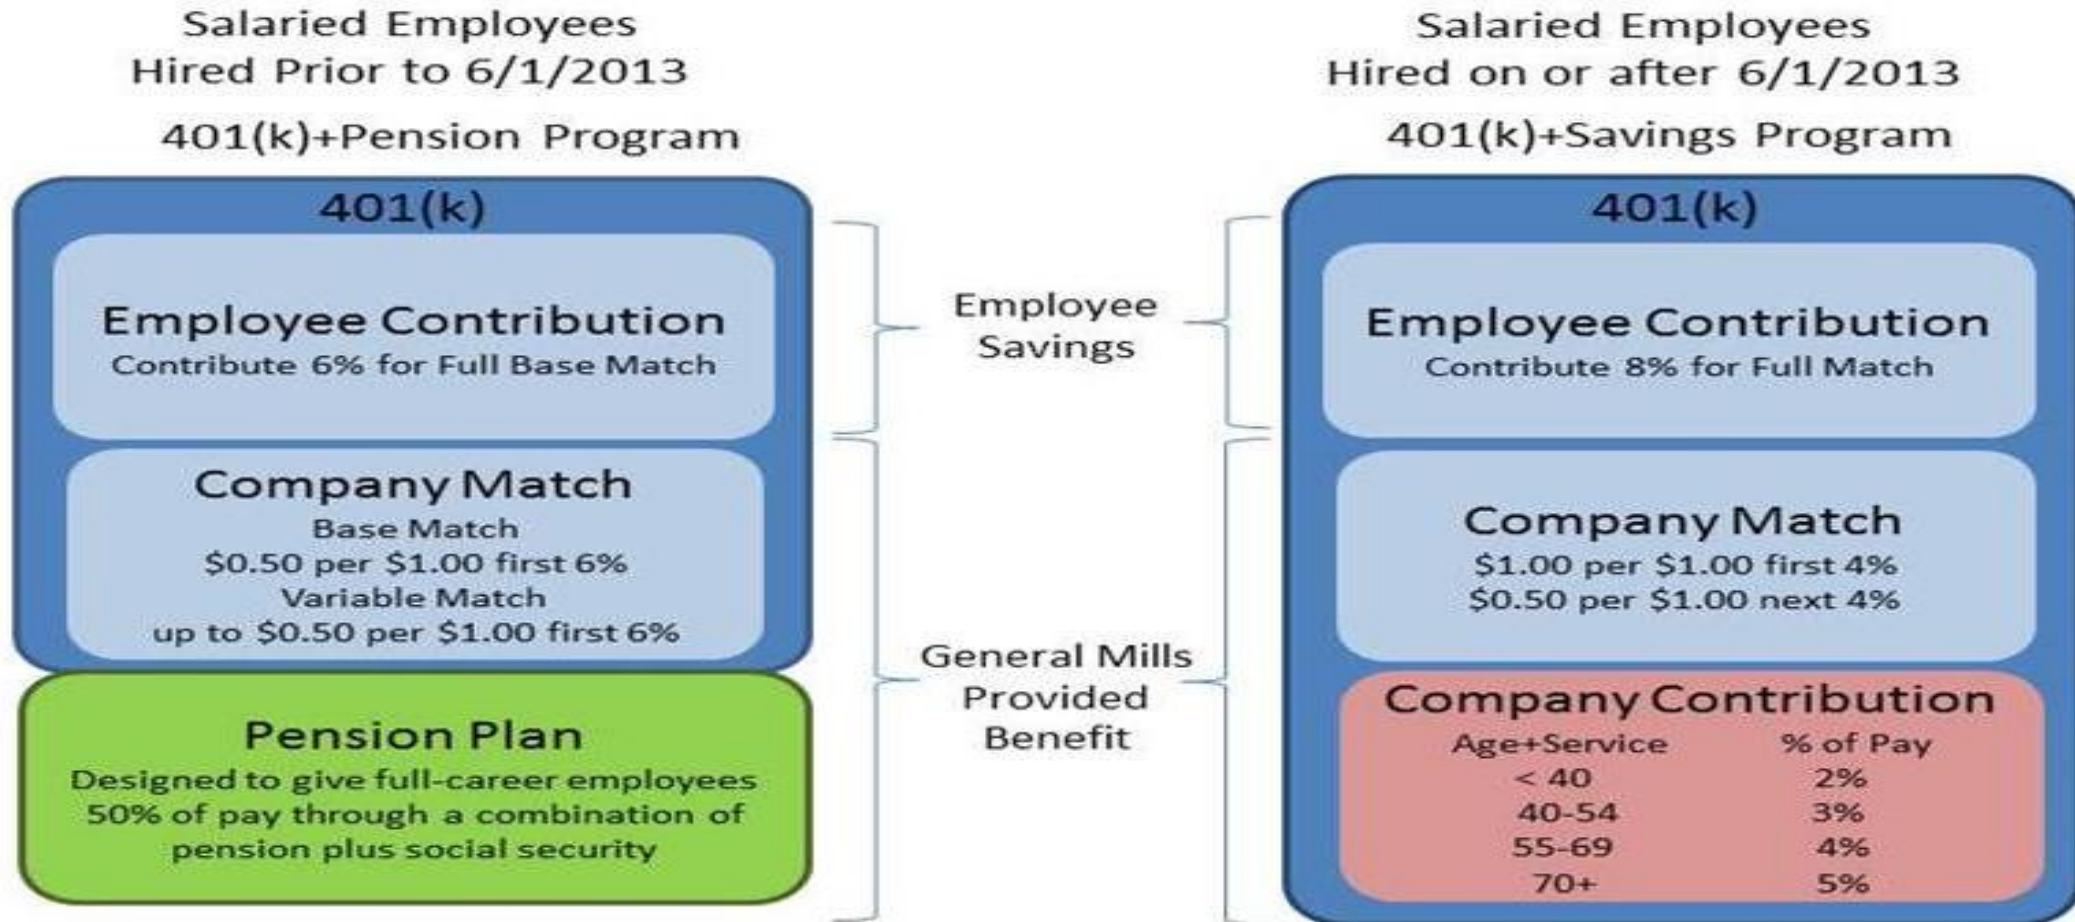 Salaried Employees
Hired Prior to 6/1/2013
401(k)+Pension Program
401(k)
Employee Contribution
Contribute 6% for Full Base Match
Company Match
Base Match
$0.50 per $1.00 first 6%
Variable Match
up to $0.50 per $1.00 first 6%
Pension Plan
Designed to give full-career employees
50% of pay through a combination of
pension plus social security
Employee
Savings
General Mills
Provided
Benefit
Salaried Employees
Hired on or after 6/1/2013
401(k)+Savings Program
401(k)
Employee Contribution
Contribute 8% for Full Match
Company Match
$1.00 per $1.00 first 4%
$0.50 per $1.00 next 4%
Company Contribution
Age+Service % of Pay
< 40 2%
40-54 3%
55-69 4%
70+ 5%